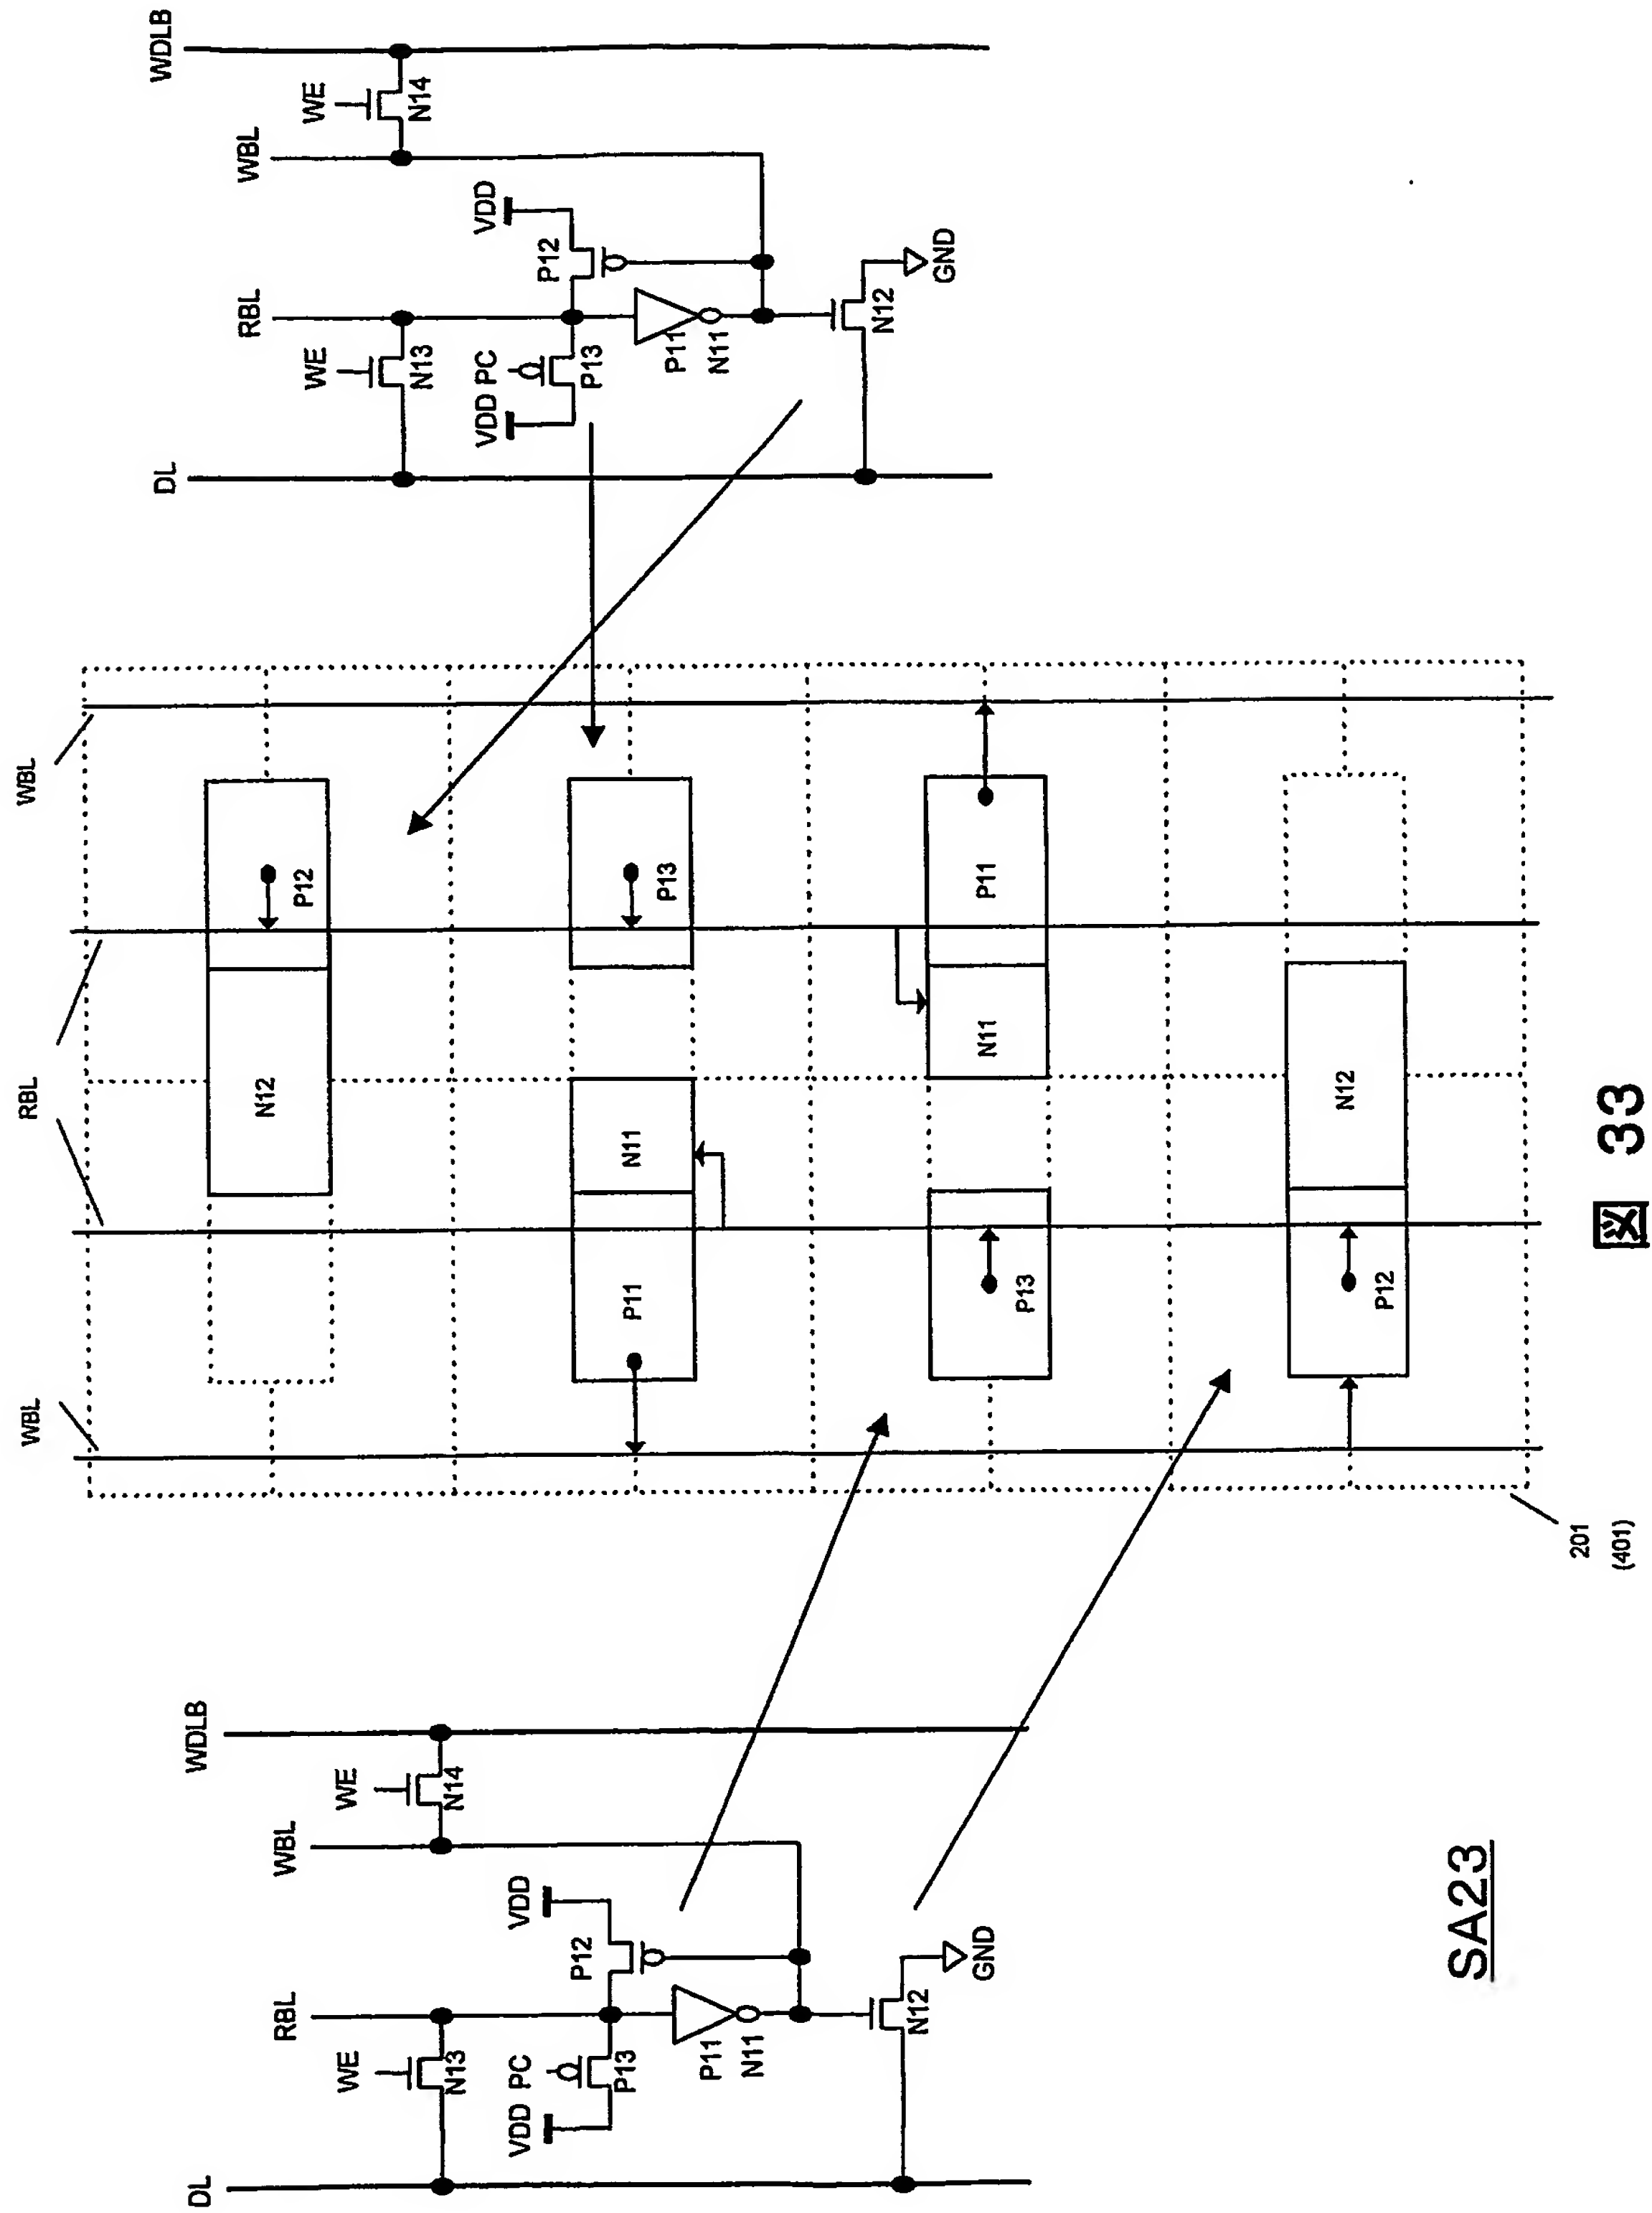 WDLB
WE
N14
WBL
VDD
P12
RBL
WE
N13
VDD PC
P13
P11
N11
N12
GND
DL
WBL
RBL
WBL
P12
N12
P13
N11
P11
P11
N11
P13
N12
P12
201
(401)
WDLB
WE
N14
WBL
VDD
P12
RBL
WE
N13
VDD PC
P13
P11
N11
N12
GND
DL
SA23
図 33